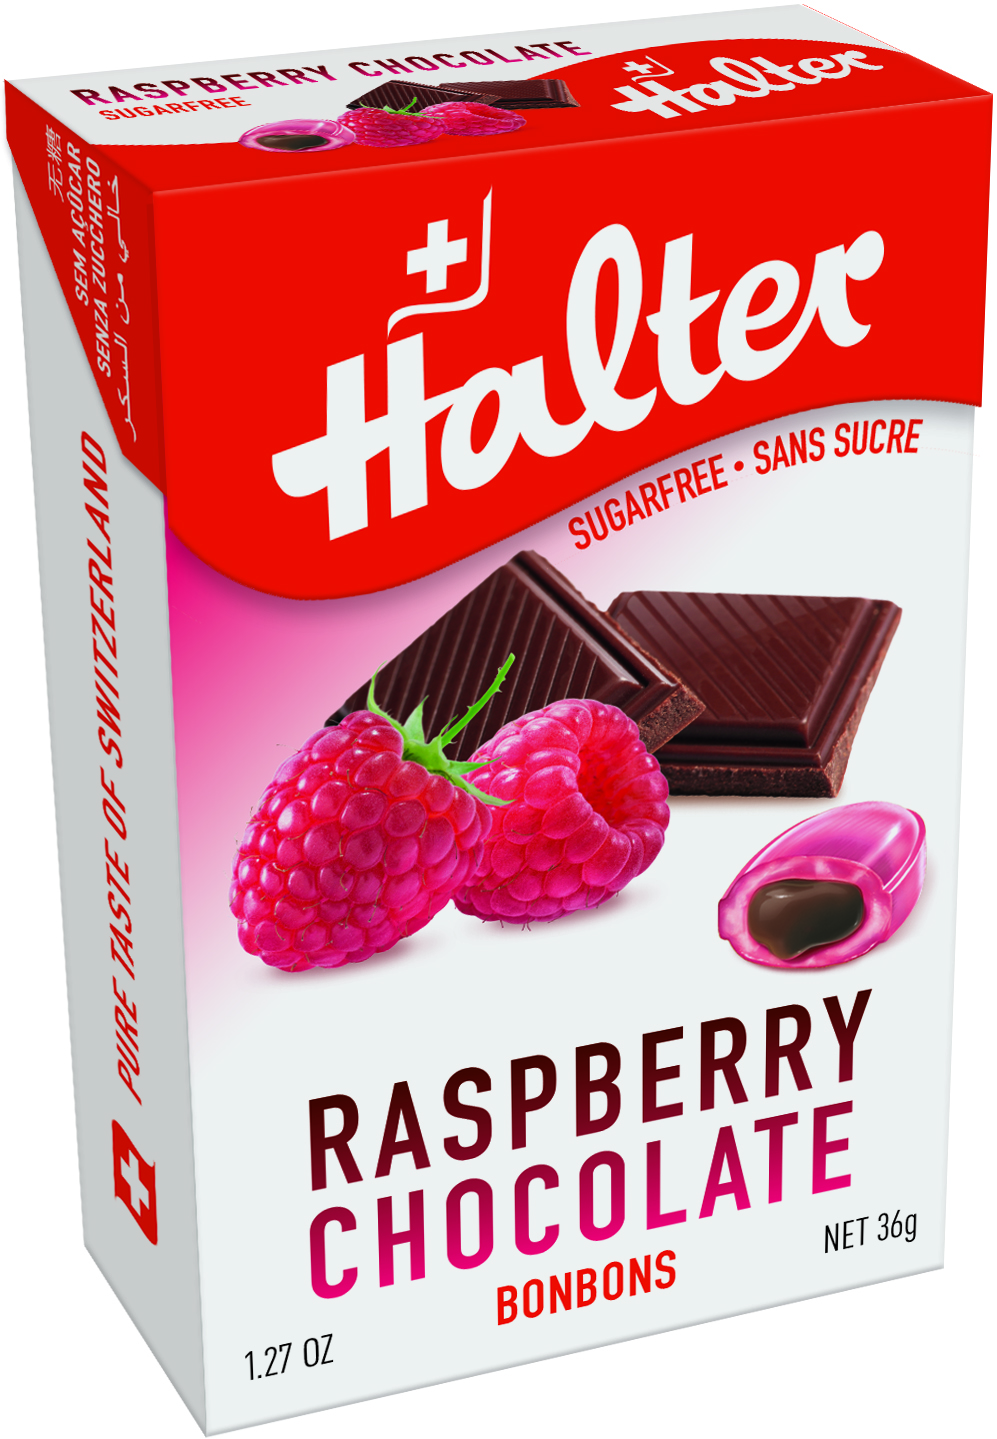 RASPBERRY CHOCOLATE
SUGARFREE
Halter
无糖
SEM AÇÚCAR
SENZA ZUCCHERO
خالي من السكر
Halter
SUGARFREE • SANS SUCRE
PURE TASTE OF SWITZERLAND
RASPBERRY
CHOCOLATE
BONBONS
NET 36g
1.27 OZ